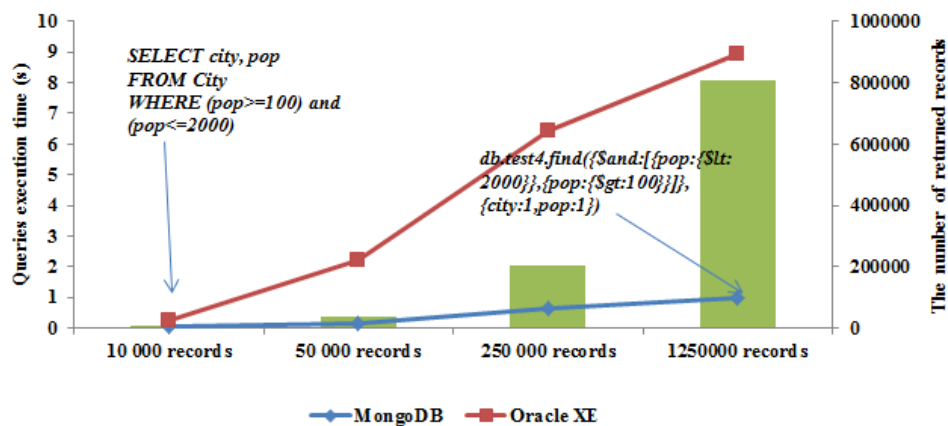 Queries execution time (s)
10
9
8
7
6
5
4
3
2
1
0
SELECT city, pop
FROM City
WHERE (pop>=100) and
(pop<=2000)
db.test4.find({$and:[{pop:{$lt:
2000}},{pop:{$gt:100}}]},
{city:1,pop:1})
1000000
800000
600000
400000
200000
0
The number of returned records
10 000 records
50 000 records
250 000 records
1250000 records
MongoDB
Oracle XE